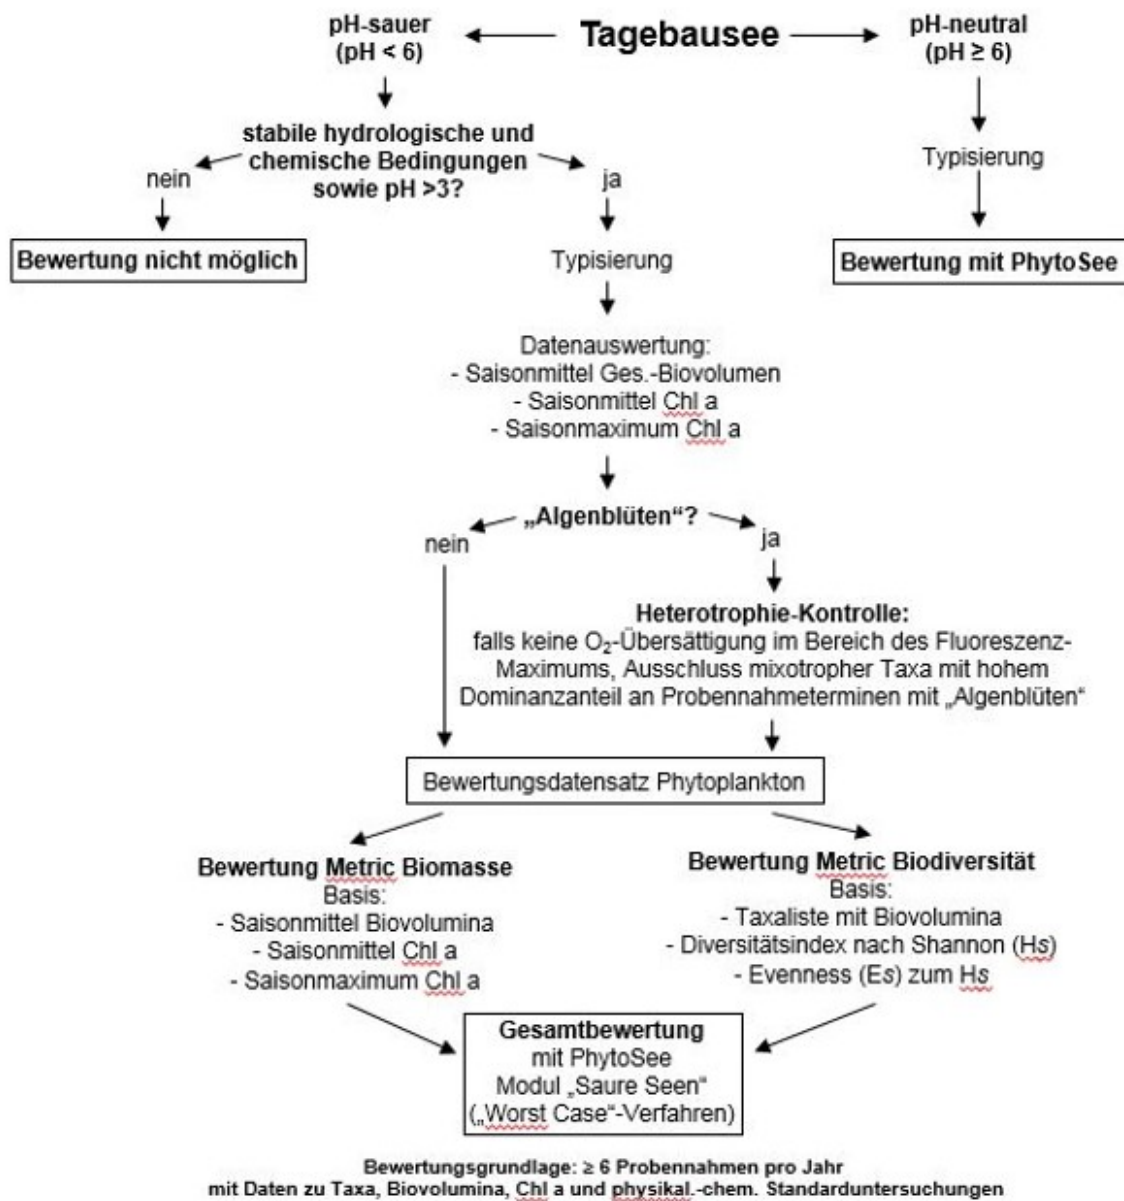 Tagebausee
pH-sauer
(pH < 6)
pH-neutral
(pH ≥ 6)
stabile hydrologische und
chemische Bedingungen
sowie pH >3?
nein
ja
Typisierung
Bewertung nicht möglich
Typisierung
Bewertung mit PhytoSee
Datenauswertung:
- Saisonmittel Ges.-Biovolumen
- Saisonmittel Chl a
- Saisonmaximum Chl a
„Algenblüten“?
nein
ja
Heterotrophie-Kontrolle:
falls keine O₂-Übersättigung im Bereich des Fluoreszenz-
Maximums, Ausschluss mixotropher Taxa mit hohem
Dominanzanteil an Probennahmeterminen mit „Algenblüten“
Bewertungsdatensatz Phytoplankton
Bewertung Metric Biomasse
Basis:
- Saisonmittel Biovolumina
- Saisonmittel Chl a
- Saisonmaximum Chl a
Bewertung Metric Biodiversität
Basis:
- Taxaliste mit Biovolumina
- Diversitätsindex nach Shannon (Hs)
- Evenness (Es) zum Hs
Gesamtbewertung
mit PhytoSee
Modul „Saure Seen“
(„Worst Case“-Verfahren)
Bewertungsgrundlage: ≥ 6 Probennahmen pro Jahr
mit Daten zu Taxa, Biovolumina, Chl a und physikal.-chem. Standarduntersuchungen